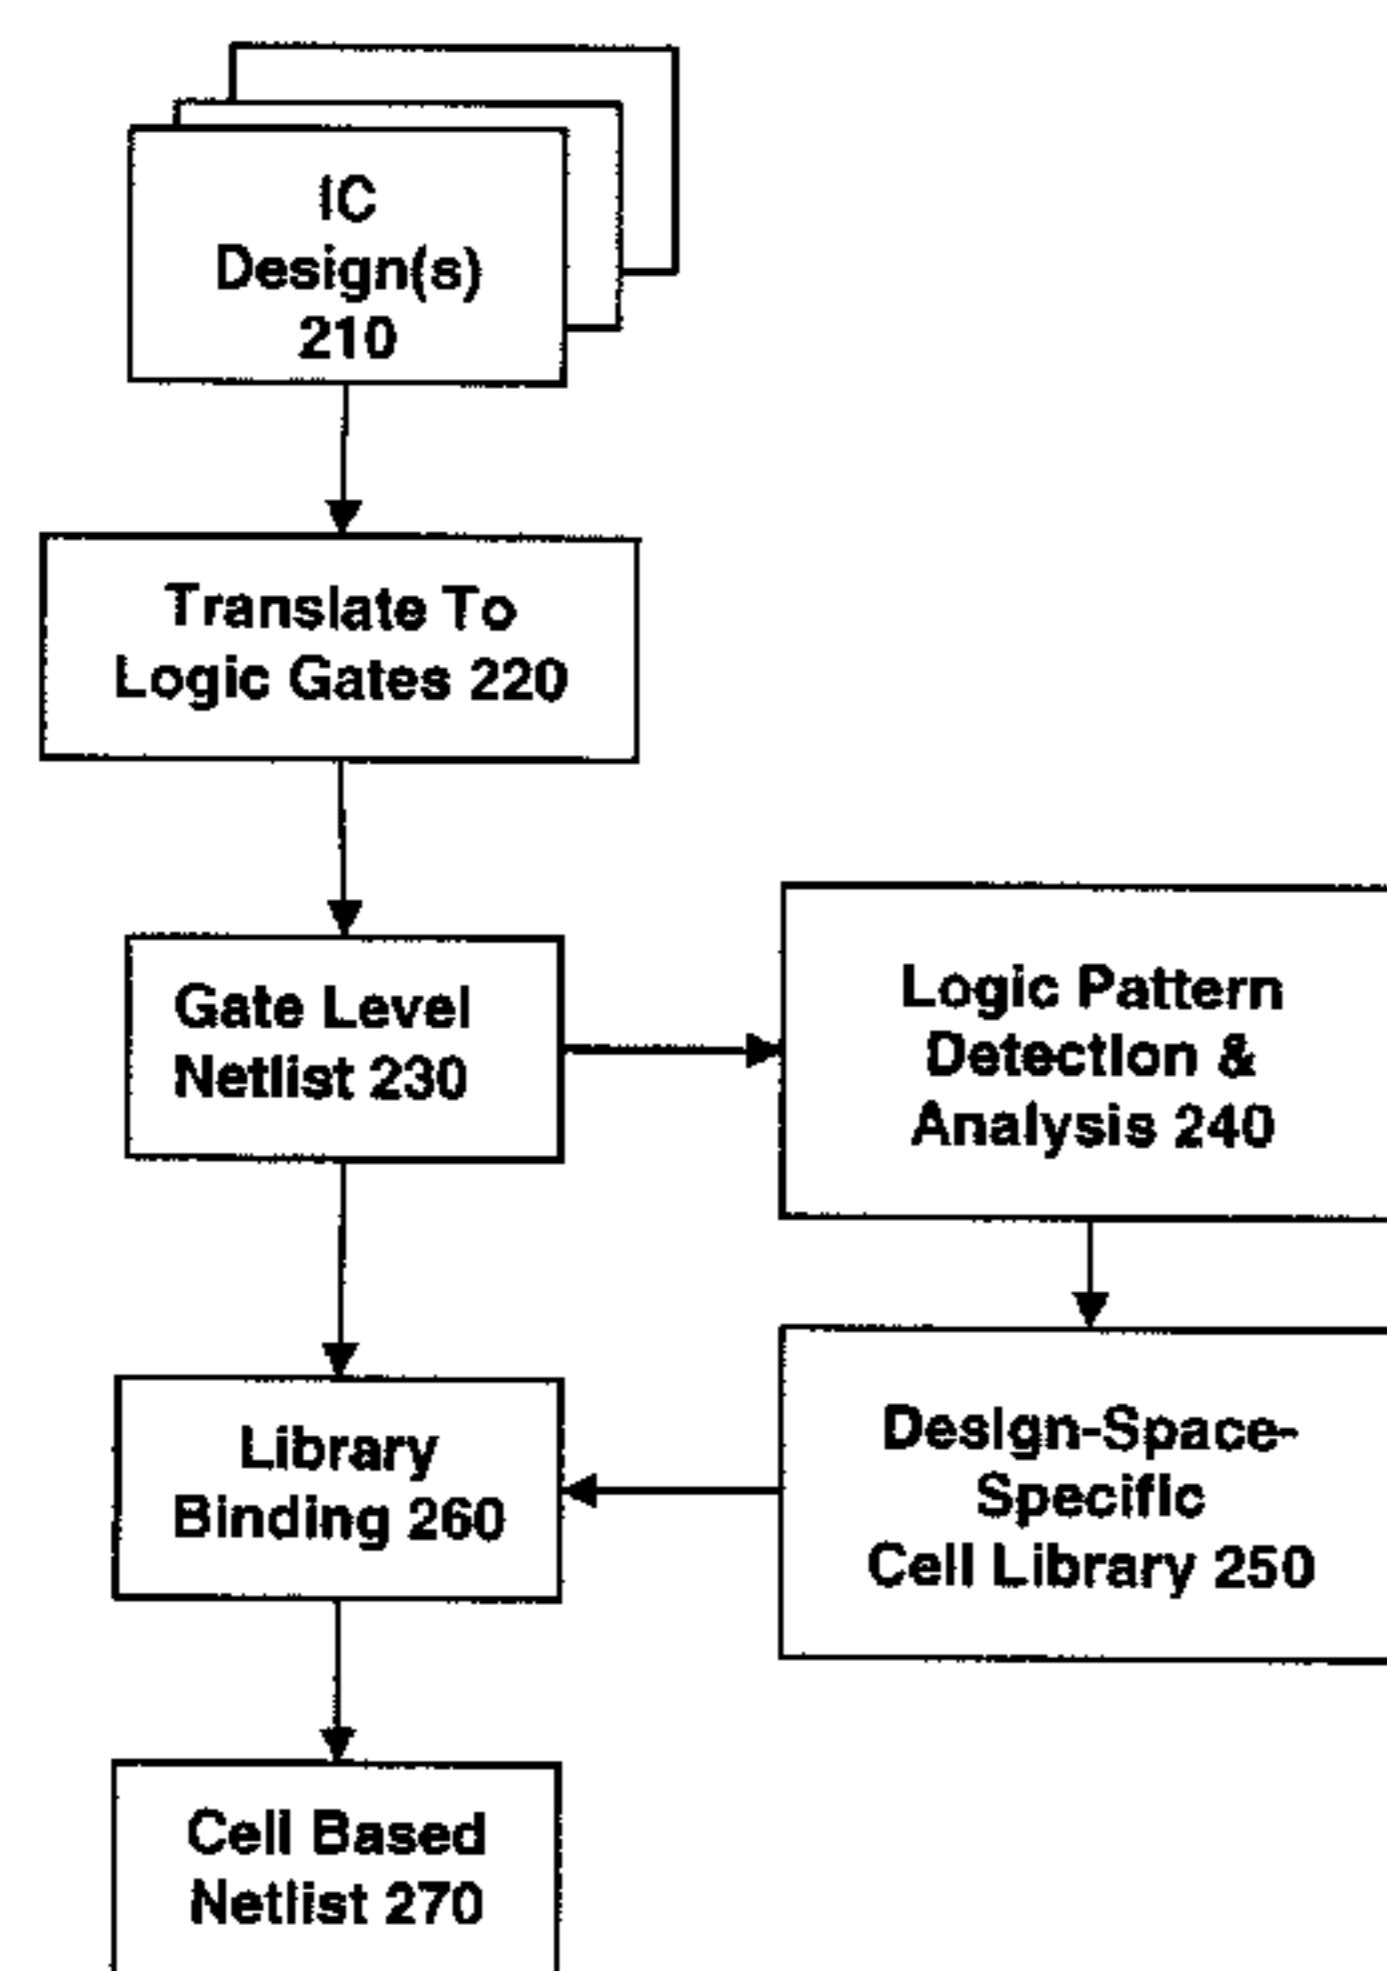 IC
Design(s)
210
Translate To
Logic Gates 220
Gate Level
Netlist 230
Logic Pattern
Detection &
Analysis 240
Library
Binding 260
Design-Space-
Specific
Cell Library 250
Cell Based
Netlist 270